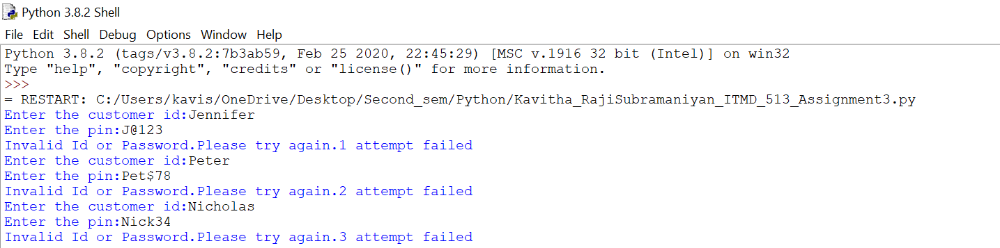 Python 3.8.2 Shell
File Edit Shell Debug Options Window Help
Python 3.8.2 (tags/v3.8.2:7b3ab59, Feb 25 2020, 22:45:29) [MSC v.1916 32 bit (Intel)] on win32
Type "help", "copyright", "credits" or "license()" for more information.
>>>
= RESTART: C:/Users/kavis/OneDrive/Desktop/Second_sem/Python/Kavitha_RajiSubramaniyan_ITMD_513_Assignment3.py
Enter the customer id:Jennifer
Enter the pin:J@123
Invalid Id or Password.Please try again.1 attempt failed
Enter the customer id:Peter
Enter the pin:Pet$78
Invalid Id or Password.Please try again.2 attempt failed
Enter the customer id:Nicholas
Enter the pin:Nick34
Invalid Id or Password.Please try again.3 attempt failed